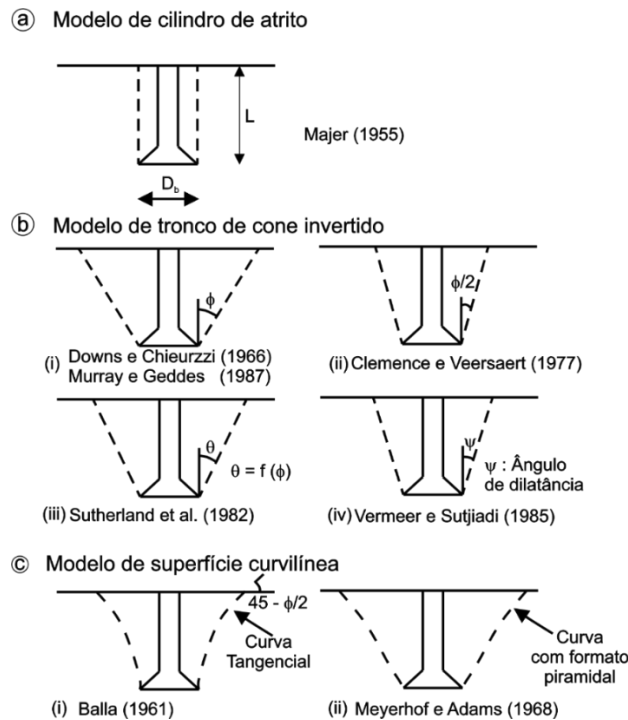 ⓐ Modelo de cilindro de atrito
L
Majer (1955)
D_b
ⓑ Modelo de tronco de cone invertido
ϕ
ϕ/2
(i) Downs e Chieurzzi (1966)
Murray e Geddes (1987)
(ii) Clemence e Veersaert (1977)
θ
θ = f (ϕ)
ψ
ψ : Ângulo
de dilatância
(iii) Sutherland et al. (1982)
(iv) Vermeer e Sutjiadi (1985)
ⓒ Modelo de superfície curvilínea
45 - ϕ/2
Curva
Tangencial
Curva
com formato
piramidal
(i) Balla (1961)
(ii) Meyerhof e Adams (1968)